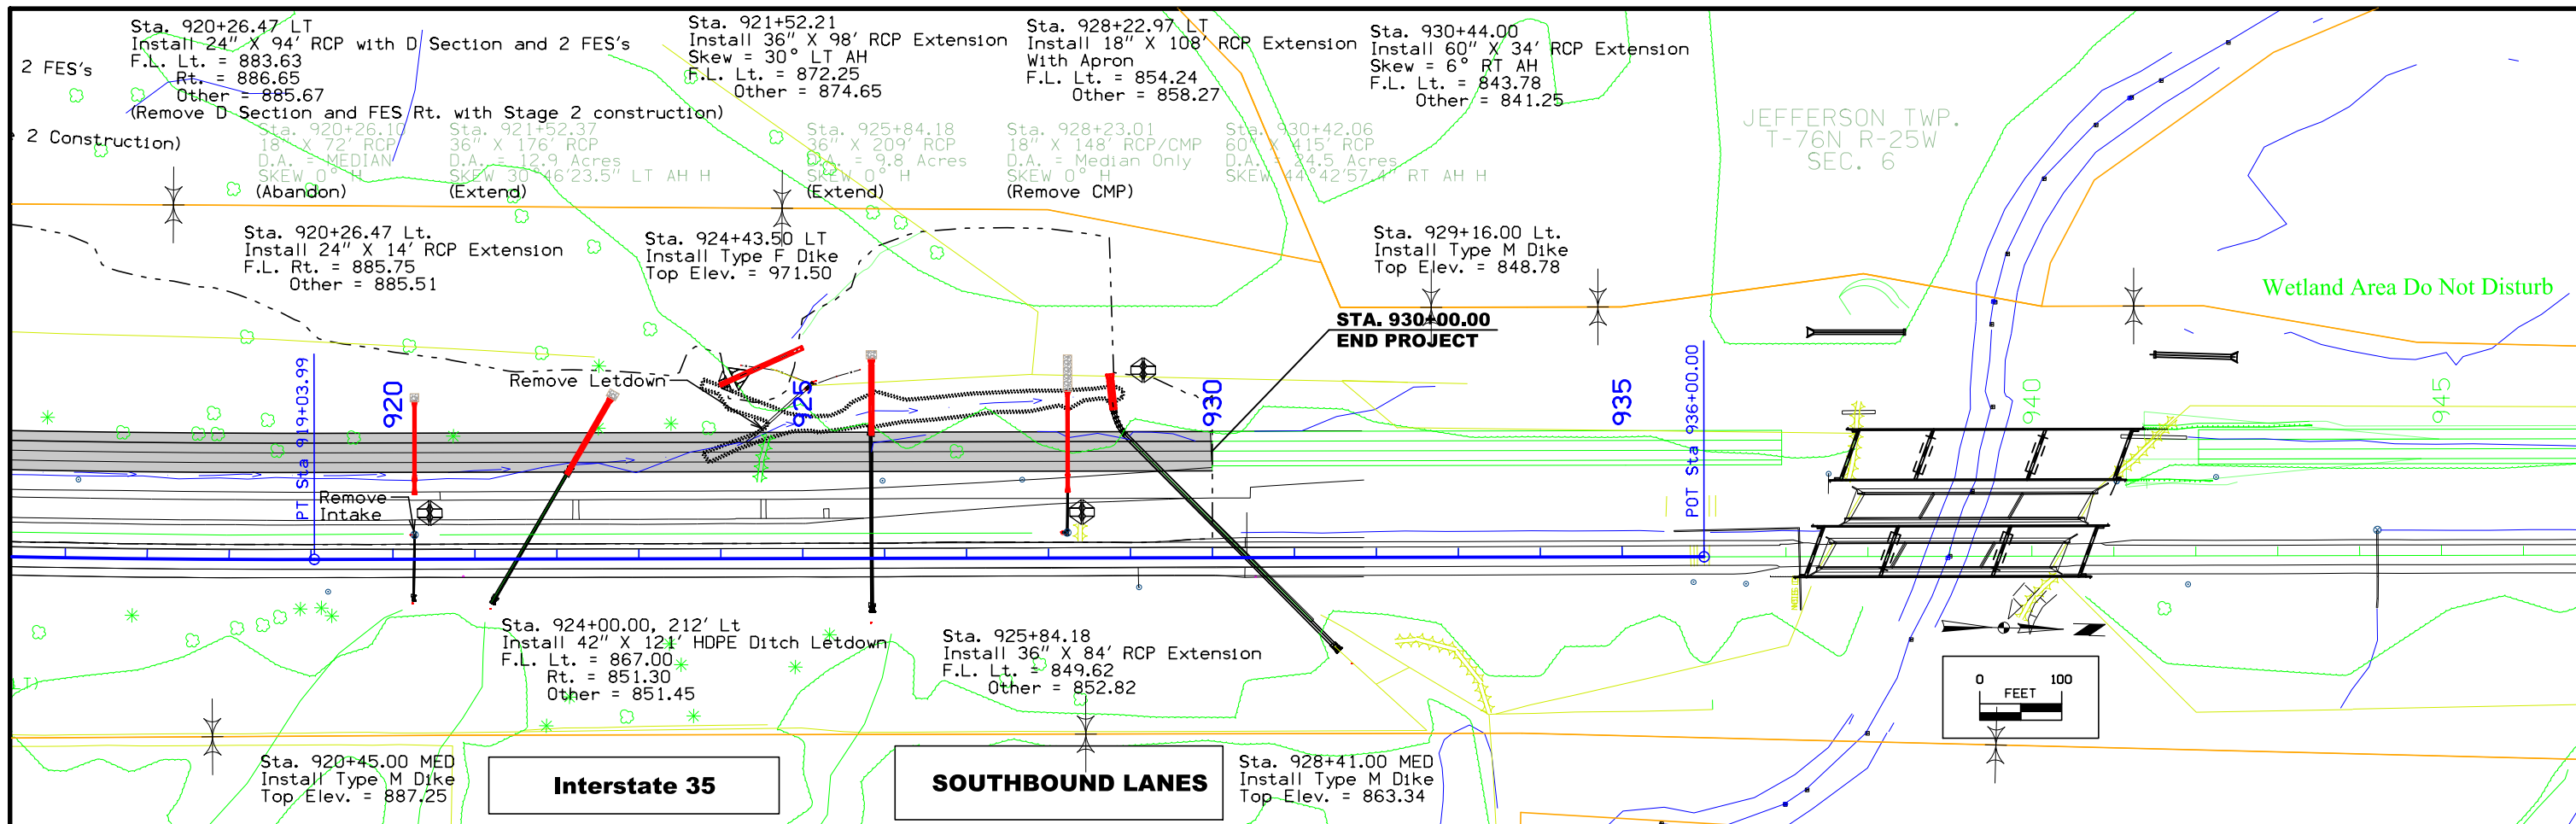 Sta. 920+26.47 LT
Install 24" X 94' RCP with D Section and 2 FES's
F.L. Lt. = 883.63
Rt. = 886.65
Other = 885.67
(Remove D Section and FES Rt. with Stage 2 construction)
2 FES's
2 Construction)
Sta. 921+52.21
Install 36" X 98' RCP Extension
Skew = 30° LT AH
F.L. Lt. = 872.25
Other = 874.65
Sta. 928+22.97 LT
Install 18" X 108' RCP Extension
With Apron
F.L. Lt. = 854.24
Other = 858.27
Sta. 930+44.00
Install 60" X 34' RCP Extension
Skew = 6° RT AH
F.L. Lt. = 843.78
Other = 841.25
Sta. 920+26.10
18" X 72' RCP
D.A. = MEDIAN
SKEW 0° H
(Abandon)
Sta. 921+52.37
36" X 176' RCP
D.A. = 12.9 Acres
SKEW 30°46'23.5" LT AH H
(Extend)
Sta. 925+84.18
36" X 209' RCP
D.A. = 9.8 Acres
SKEW 0° H
(Extend)
Sta. 928+23.01
18" X 148' RCP/CMP
D.A. = Median Only
SKEW 0° H
(Remove CMP)
Sta. 930+42.06
60" X 415' RCP
D.A. = 24.5 Acres
SKEW 44°42'57.4" RT AH H
JEFFERSON TWP.
T-76N R-25W
SEC. 6
Sta. 920+26.47 Lt.
Install 24" X 14' RCP Extension
F.L. Rt. = 885.75
Other = 885.51
Sta. 924+43.50 LT
Install Type F Dike
Top Elev. = 971.50
Sta. 929+16.00 Lt.
Install Type M Dike
Top Elev. = 848.78
Wetland Area Do Not Disturb
STA. 930+00.00
END PROJECT
Remove Letdown
PT Sta 919+03.99
920
925
930
935
POT Sta 936+00.00
940
945
Remove
Intake
Sta. 924+00.00, 212' Lt
Install 42" X 121' HDPE Ditch Letdown
F.L. Lt. = 867.00
Rt. = 851.30
Other = 851.45
Sta. 925+84.18
Install 36" X 84' RCP Extension
F.L. Lt. = 849.62
Other = 852.82
LT)
0 100
FEET
Sta. 920+45.00 MED
Install Type M Dike
Top Elev. = 887.25
Interstate 35
SOUTHBOUND LANES
Sta. 928+41.00 MED
Install Type M Dike
Top Elev. = 863.34